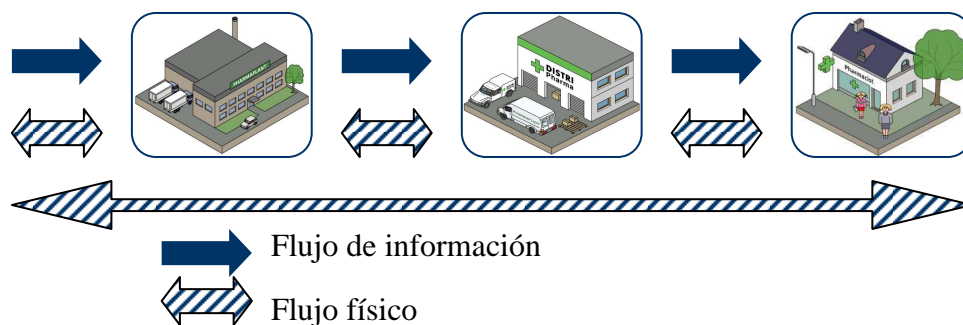 PHARMAPLANT
DISTRI
Pharma
Pharmacist
Flujo de información
Flujo físico